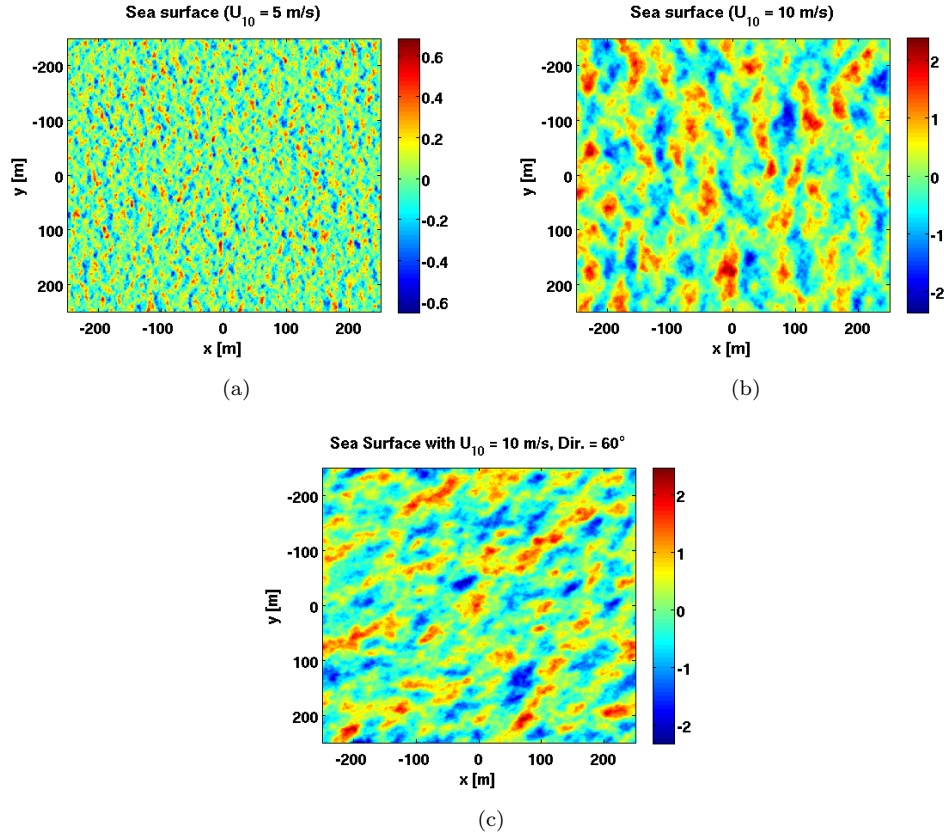 Sea surface (U10 = 5 m/s)
-200
-100
0
100
200
y [m]
-200 -100 0 100 200
x [m]
0.6
0.4
0.2
0
-0.2
-0.4
-0.6
(a)
Sea surface (U10 = 10 m/s)
-200
-100
0
100
200
y [m]
-200 -100 0 100 200
x [m]
2
1
0
-1
-2
(b)
Sea Surface with U10 = 10 m/s, Dir. = 60°
-200
-100
0
100
200
y [m]
-200 -100 0 100 200
x [m]
2
1
0
-1
-2
(c)